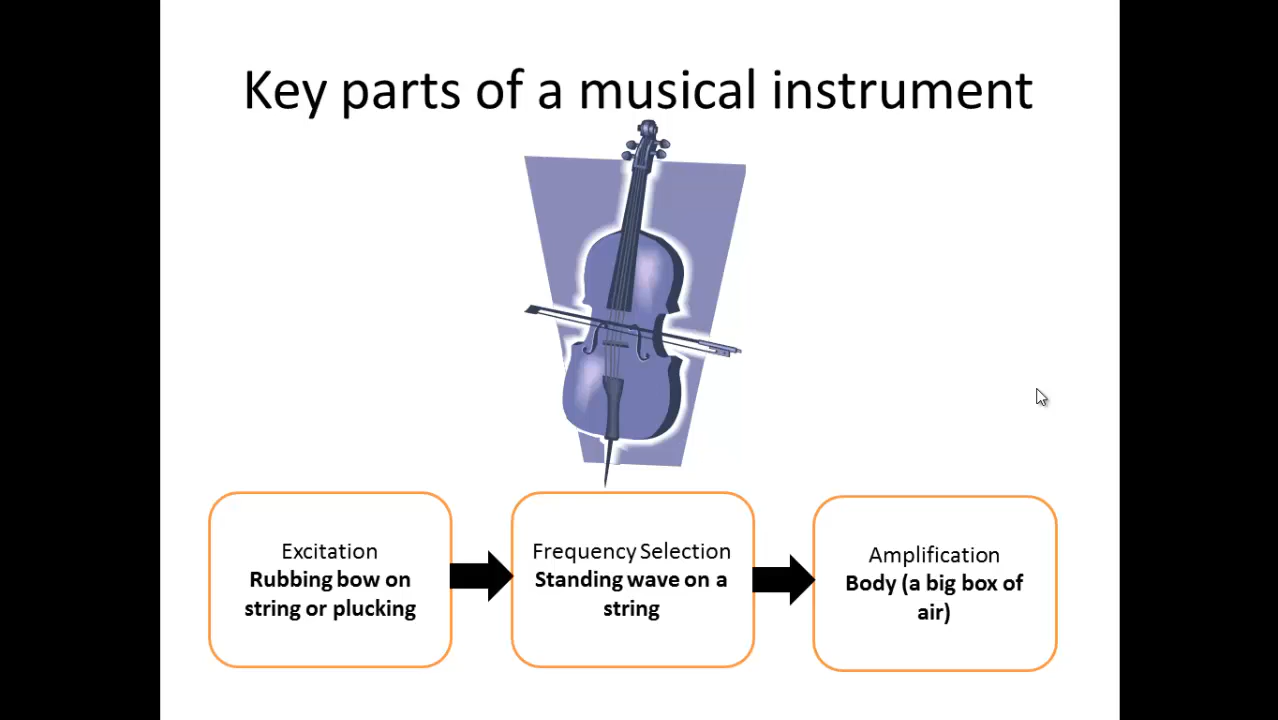 Key parts of a musical instrument
Excitation
Rubbing bow on
string or plucking
Frequency Selection
Standing wave on a
string
Amplification
Body (a big box of
air)